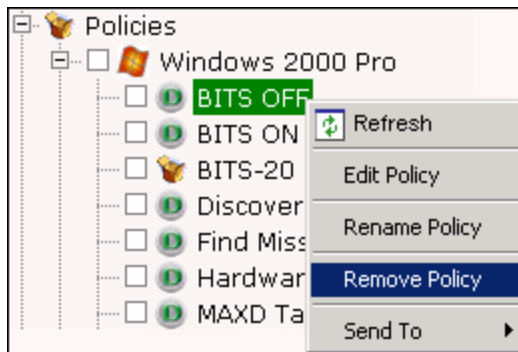 Policies
Windows 2000 Pro
BITS OFF
BITS ON
BITS-20
Discover
Find Miss
Hardwar
MAXD Ta
Refresh
Edit Policy
Rename Policy
Remove Policy
Send To